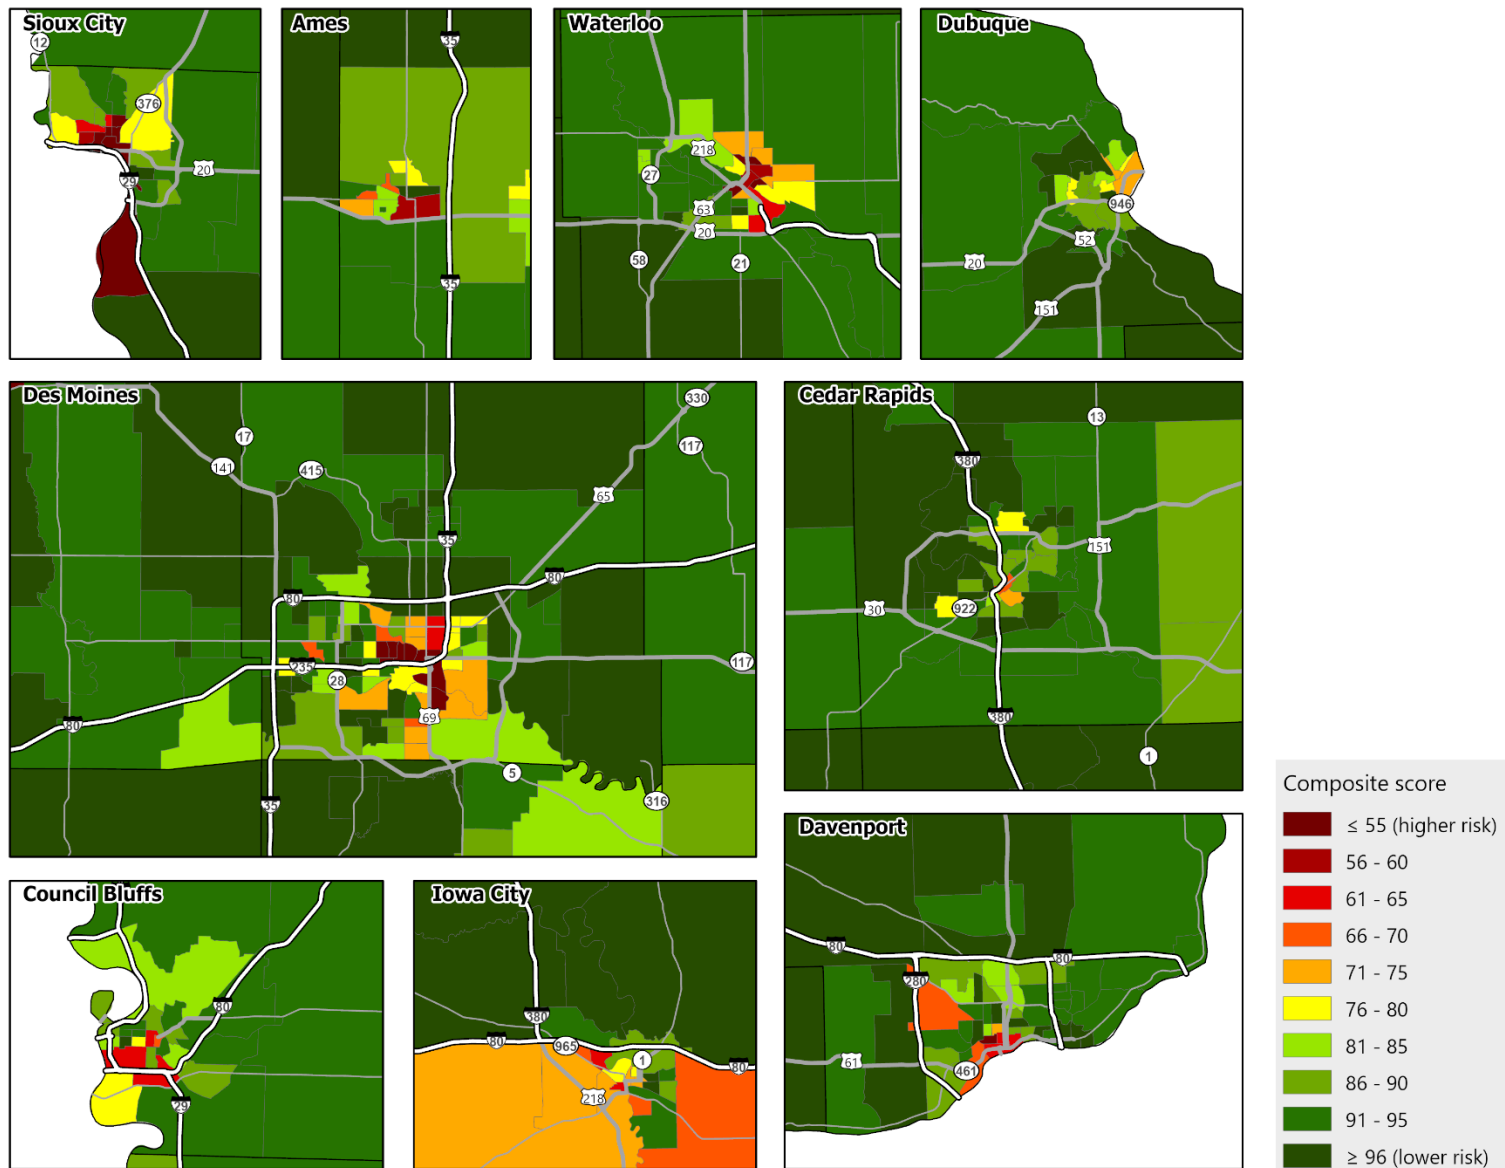 Sioux City
12
376
20
29
Ames
35
35
Waterloo
218
27
63
20
58
21
Dubuque
946
52
20
151
Des Moines
330
17
117
141
415
65
35
80
80
235
117
28
69
80
5
35
316
Cedar Rapids
13
380
151
30
922
380
1
Council Bluffs
80
29
Iowa City
380
80
965
1
80
218
Davenport
80
80
280
61
461
Composite score
≤ 55 (higher risk)
56 - 60
61 - 65
66 - 70
71 - 75
76 - 80
81 - 85
86 - 90
91 - 95
≥ 96 (lower risk)